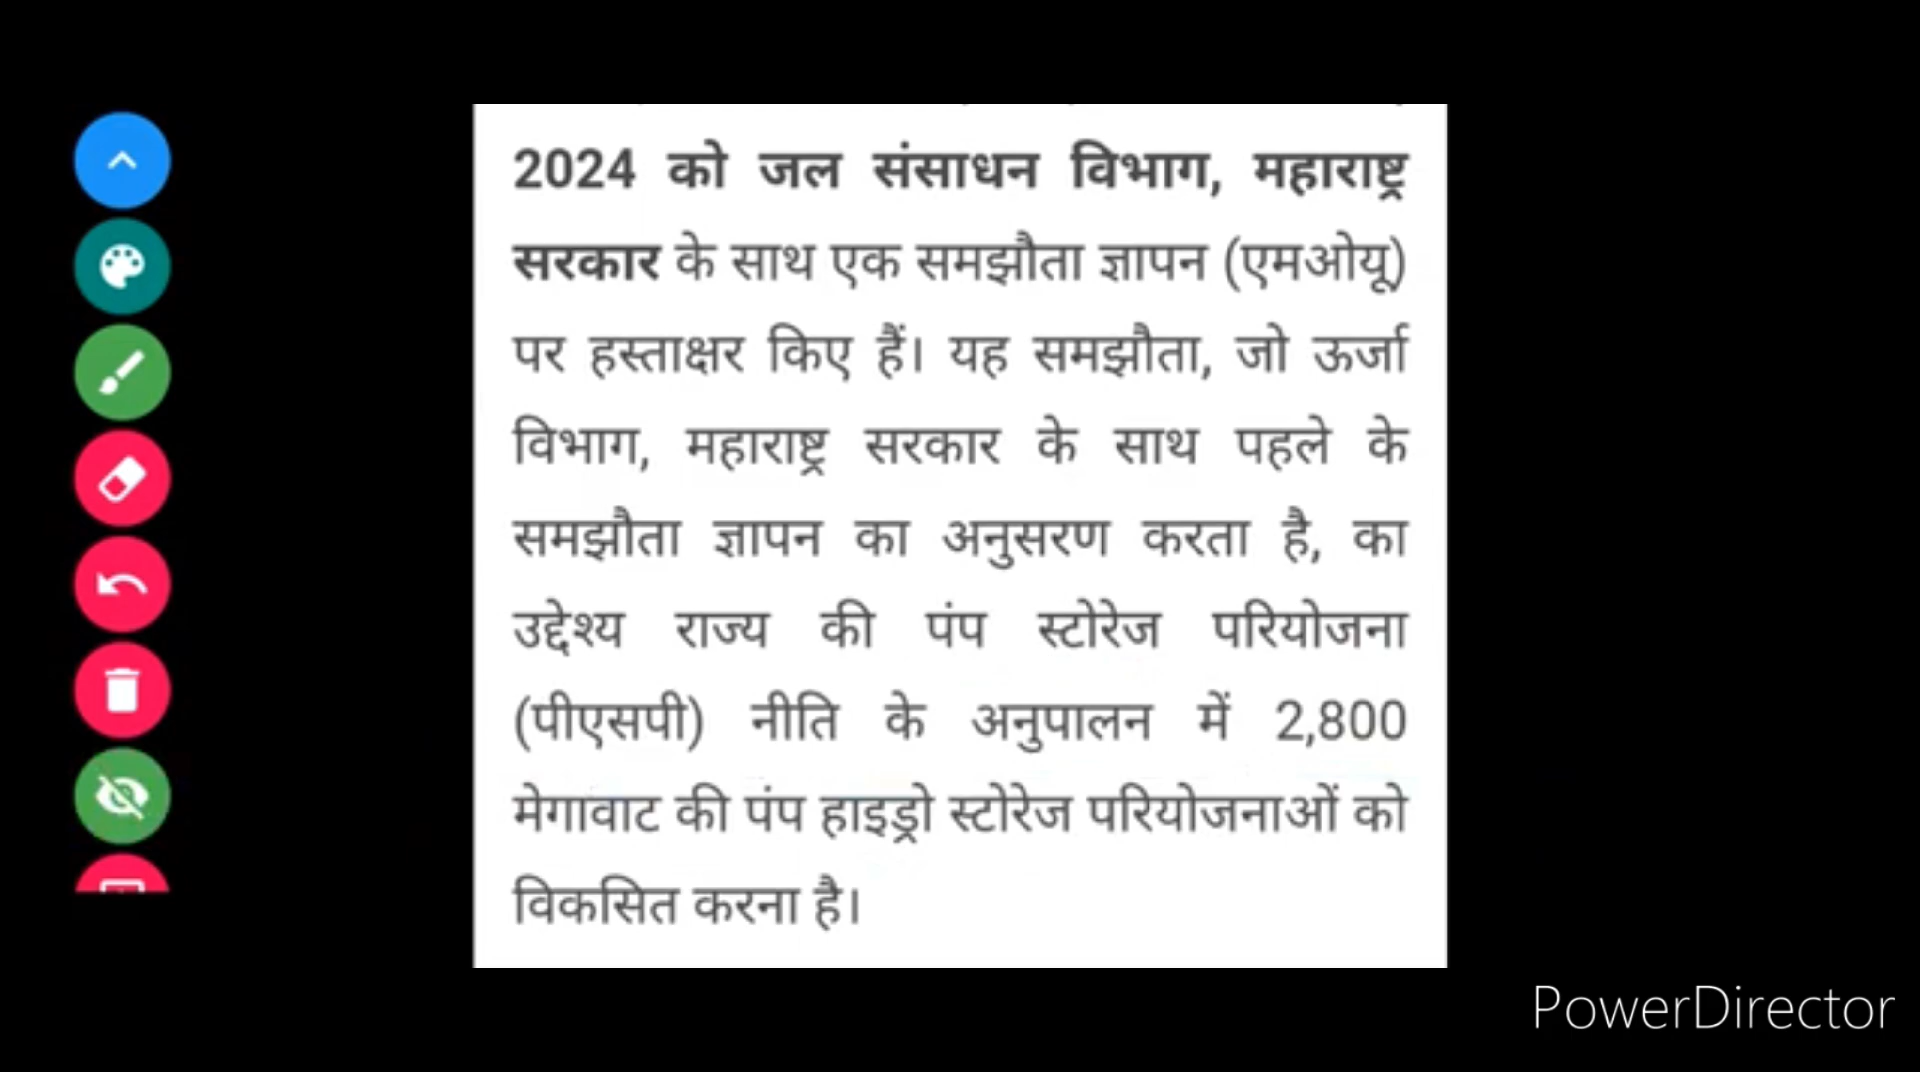 2024 को जल संसाधन विभाग, महाराष्ट्र
सरकार के साथ एक समझौता ज्ञापन (एमओयू)
पर हस्ताक्षर किए हैं। यह समझौता, जो ऊर्जा
विभाग, महाराष्ट्र सरकार के साथ पहले के
समझौता ज्ञापन का अनुसरण करता है, का
उद्देश्य राज्य की पंप स्टोरेज परियोजना
(पीएसपी) नीति के अनुपालन में 2,800
मेगावाट की पंप हाइड्रो स्टोरेज परियोजनाओं को
विकसित करना है।
PowerDirector